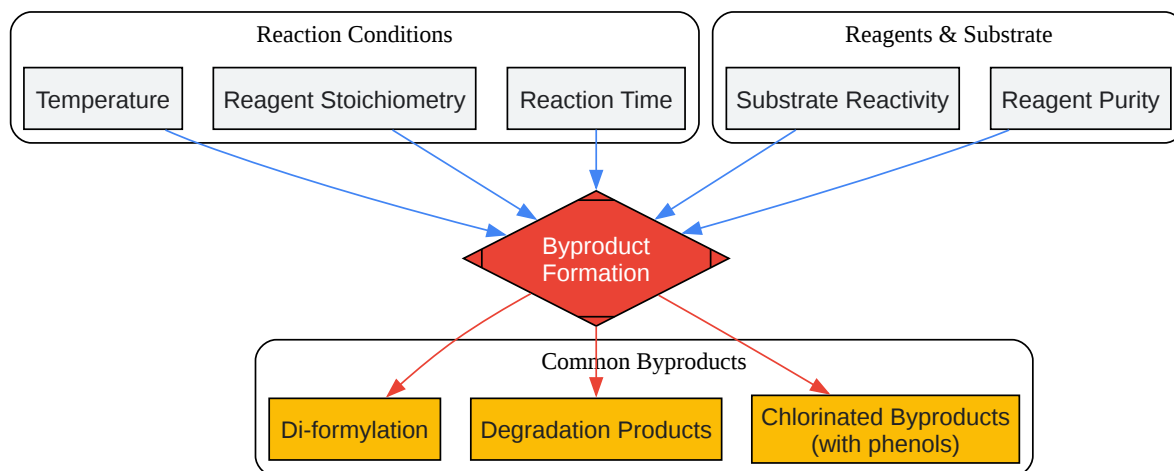 Reaction Conditions
Reagents & Substrate
Temperature
Reagent Stoichiometry
Reaction Time
Substrate Reactivity
Reagent Purity
Byproduct
Formation
Common Byproducts
Di-formylation
Degradation Products
Chlorinated Byproducts
(with phenols)